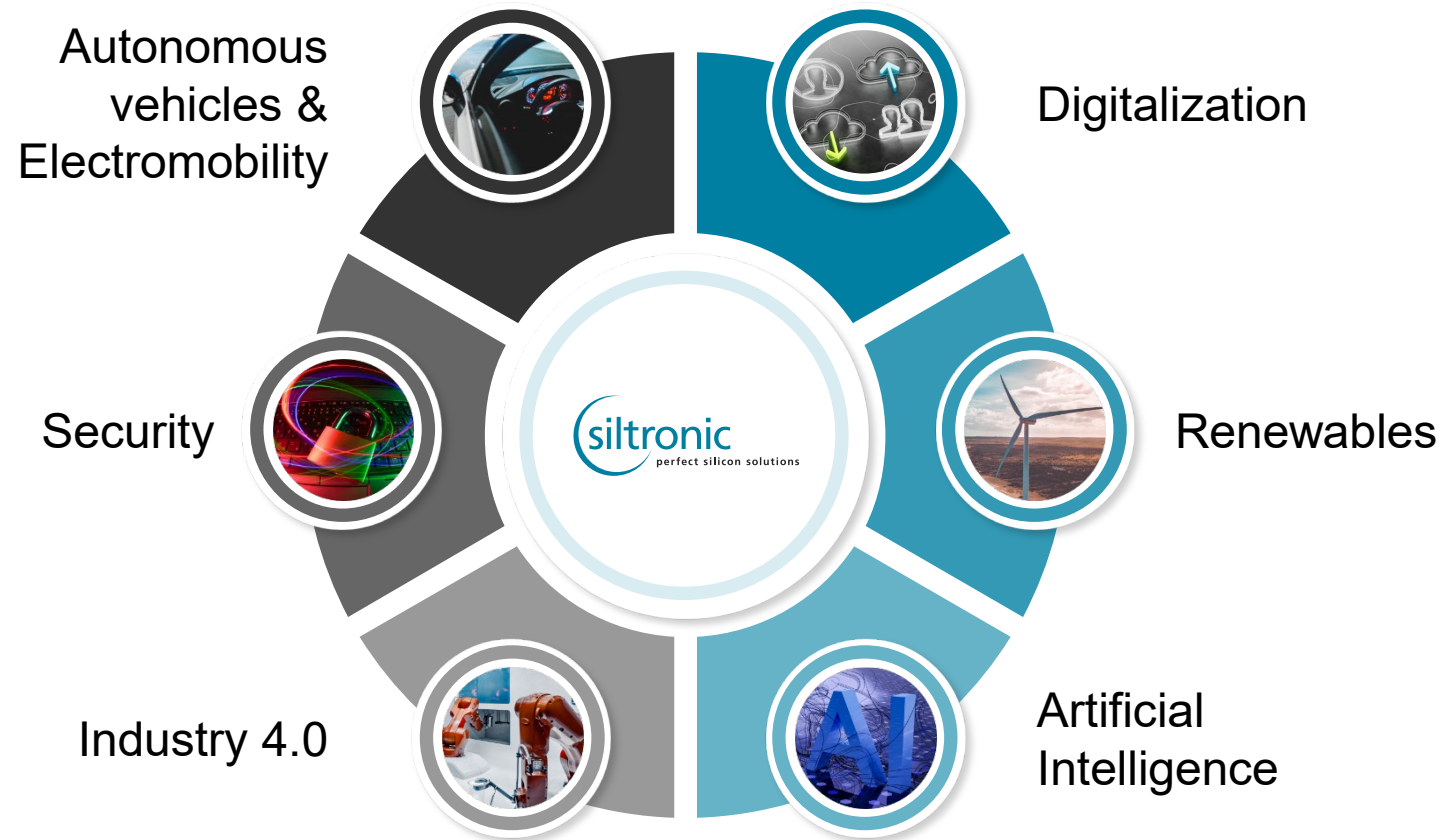 Autonomous
vehicles &
Electromobility
Digitalization
Security
siltronic
perfect silicon solutions
Renewables
Industry 4.0
Artificial
Intelligence
AI